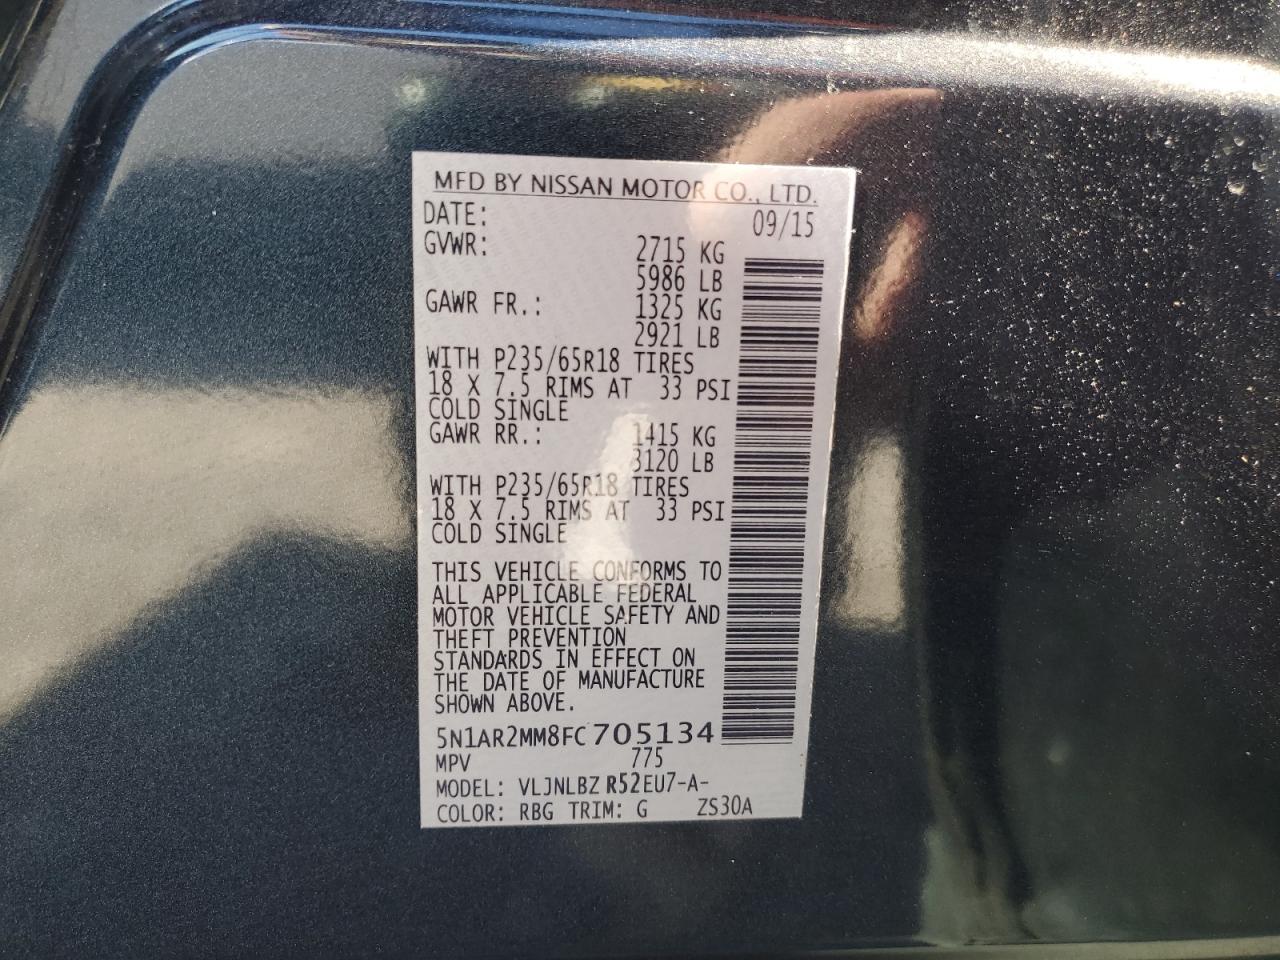 MFD BY NISSAN MOTOR CO., LTD.
DATE: 09/15
GVWR: 2715 KG
5986 LB
GAWR FR.: 1325 KG
2921 LB
WITH P235/65R18 TIRES
18 X 7.5 RIMS AT 33 PSI
COLD SINGLE
GAWR RR.: 1415 KG
3120 LB
WITH P235/65R18 TIRES
18 X 7.5 RIMS AT 33 PSI
COLD SINGLE
THIS VEHICLE CONFORMS TO
ALL APPLICABLE FEDERAL
MOTOR VEHICLE SAFETY AND
THEFT PREVENTION
STANDARDS IN EFFECT ON
THE DATE OF MANUFACTURE
SHOWN ABOVE.
5N1AR2MM8FC705134
MPV 775
MODEL: VLJNLBZ R52EU7-A-
COLOR: RBG TRIM: G ZS30A